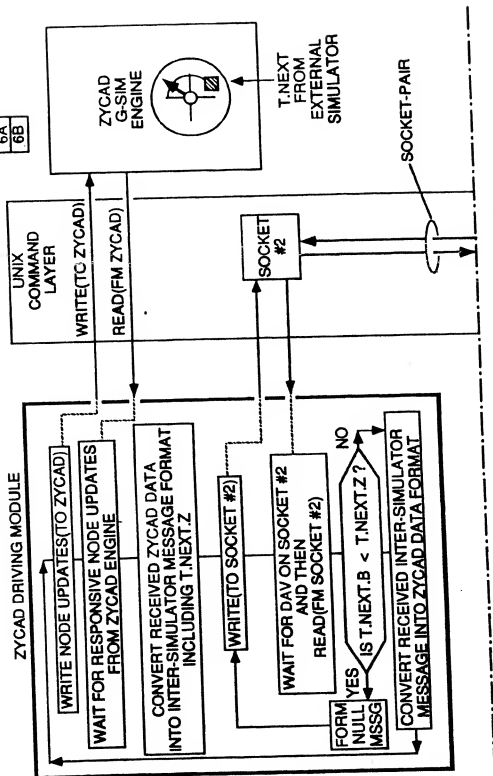 6A
6B
ZYCAD DRIVING MODULE
WRITE NODE UPDATES(TO ZYCAD)
WAIT FOR RESPONSIVE NODE UPDATES
FROM ZYCAD ENGINE
CONVERT RECEIVED ZYCAD DATA
INTO INTER-SIMULATOR MESSAGE FORMAT
INCLUDING T.NEXT.Z
WRITE(TO SOCKET #2)
WAIT FOR DAV ON SOCKET #2
AND THEN
READ(FM SOCKET #2)
FORM
NULL
MSSG
YES
IS T.NEXT.B < T.NEXT.Z ?
NO
CONVERT RECEIVED INTER-SIMULATOR
MESSAGE INTO ZYCAD DATA FORMAT
UNIX
COMMAND
LAYER
WRITE(TO ZYCAD)
READ(FM ZYCAD)
SOCKET
#2
SOCKET-PAIR
ZYCAD
G-SIM
ENGINE
T.NEXT
FROM
EXTERNAL
SIMULATOR